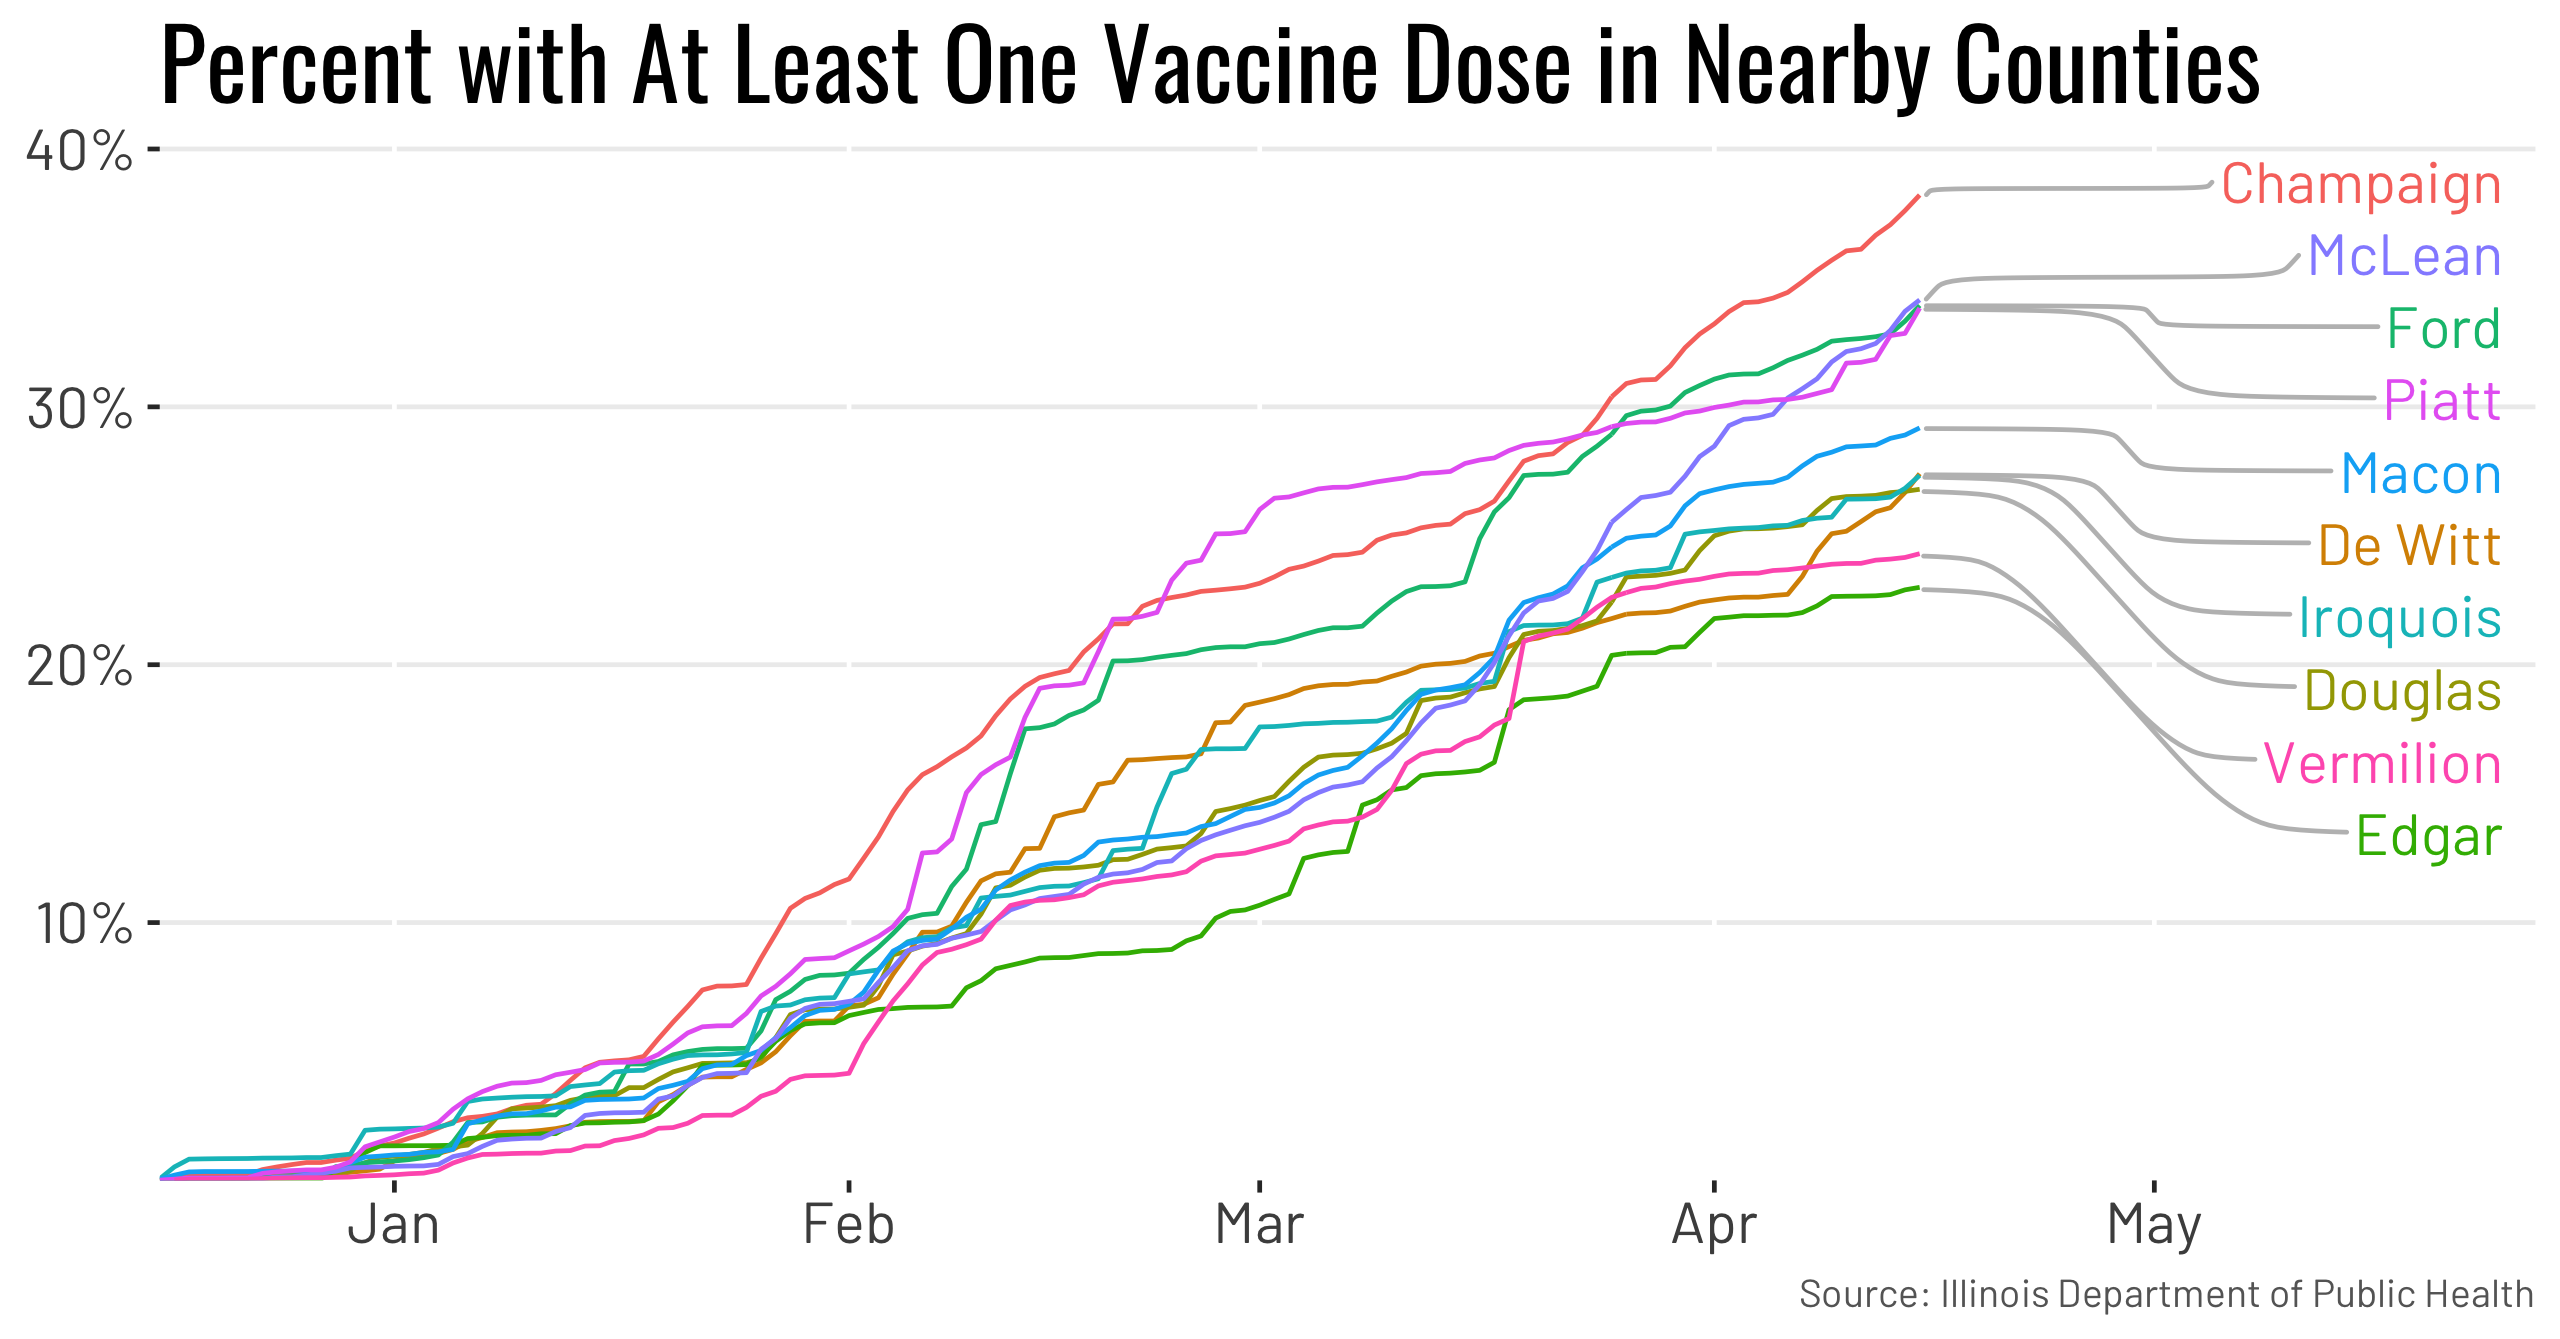 Percent with At Least One Vaccine Dose in Nearby Counties
40%
30%
20%
10%
Champaign
McLean
Ford
Piatt
Macon
De Witt
Iroquois
Douglas
Vermilion
Edgar
Jan Feb Mar Apr May
Source: Illinois Department of Public Health